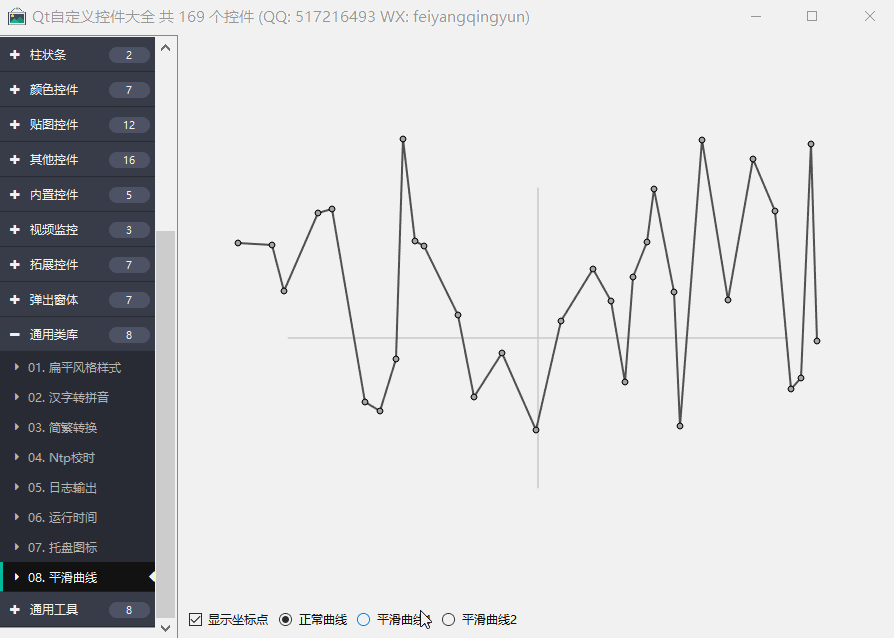 Qt自定义控件大全 共 169 个控件 (QQ: 517216493 WX: feiyangqingyun)
柱状条 2
颜色控件 7
贴图控件 12
其他控件 16
内置控件 5
视频监控 3
拓展控件 7
弹出窗体 7
通用类库 8
01. 扁平风格样式
02. 汉字转拼音
03. 简繁转换
04. Ntp校时
05. 日志输出
06. 运行时间
07. 托盘图标
08. 平滑曲线
通用工具 8
显示坐标点 正常曲线 平滑曲线1 平滑曲线2